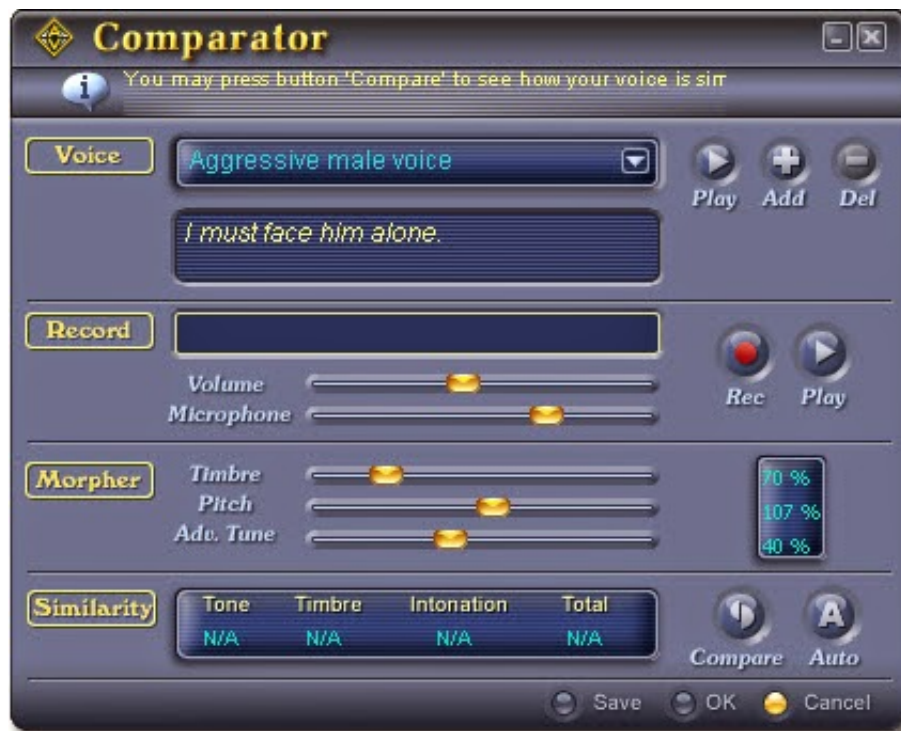 Comparator
You may press button 'Compare' to see how your voice is sim
Voice
Aggressive male voice
Play Add Del
I must face him alone.
Record
Volume
Microphone
Rec Play
Morpher
Timbre
Pitch
Adv. Tune
70 %
107 %
40 %
Similarity
Tone Timbre Intonation Total
N/A N/A N/A N/A
Compare Auto
Save OK Cancel